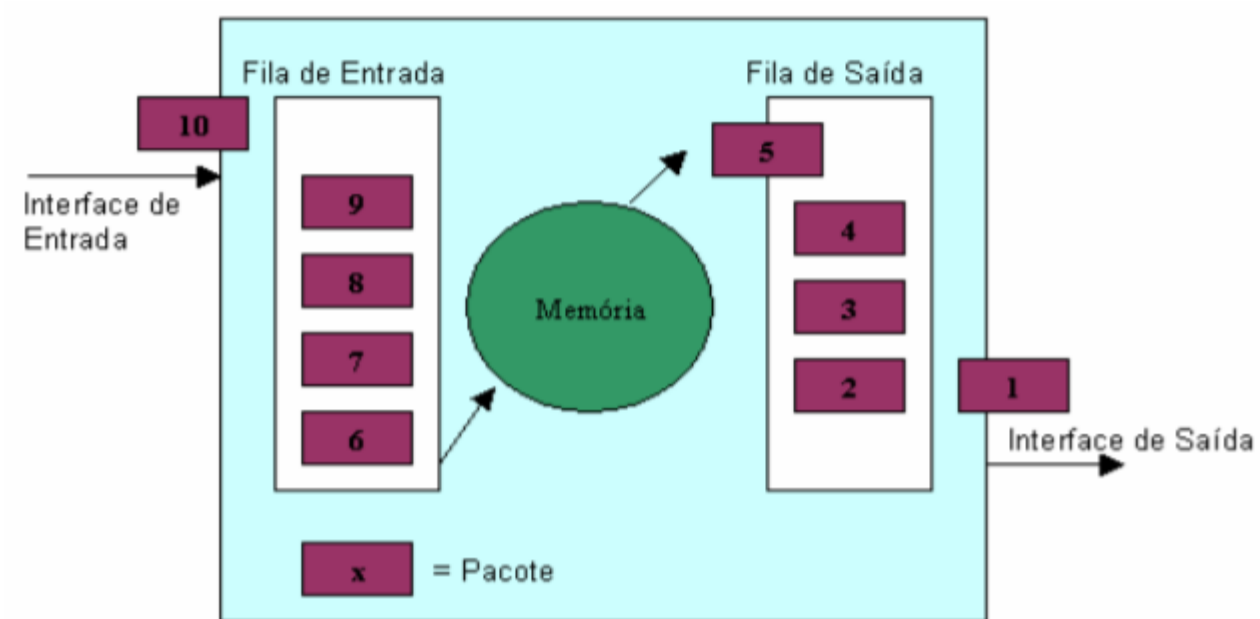 Fila de Entrada
Fila de Saída
10
5
Interface de
Entrada
9
4
8
Memória
3
7
2
1
6
Interface de Saída
x = Pacote